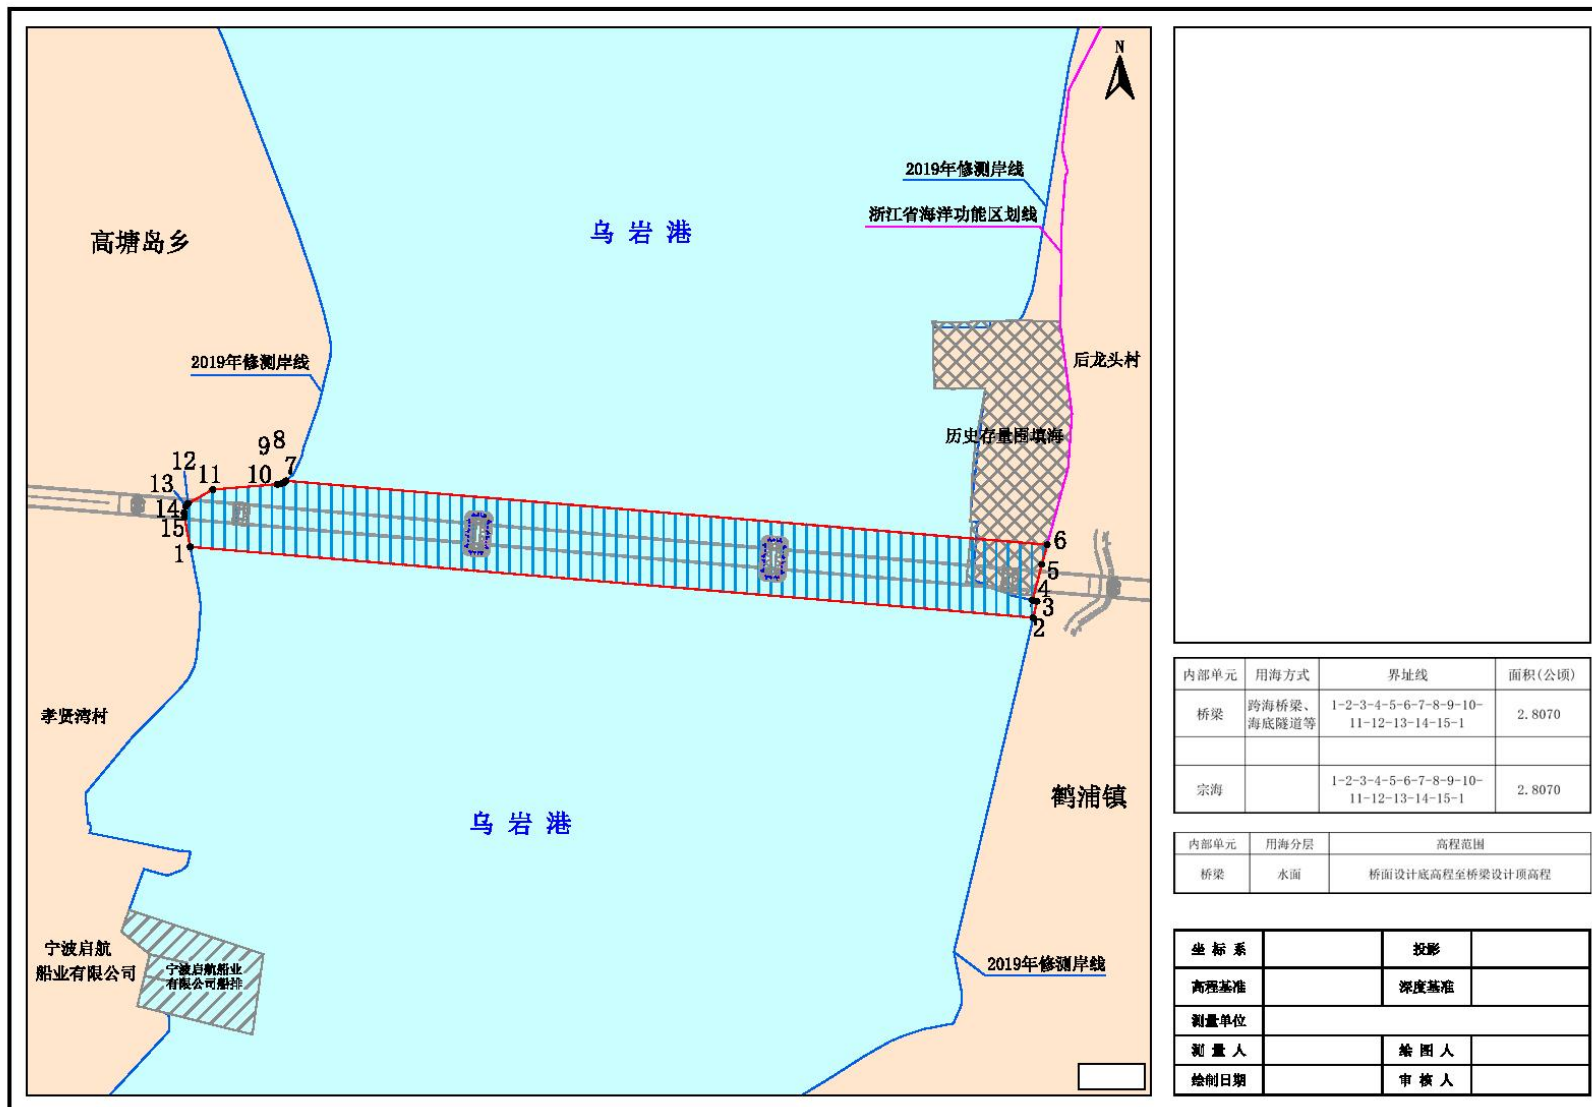 N
2019年修测岸线
浙江省海洋功能区划线
乌岩港
高塘岛乡
2019年修测岸线
后龙头村
历史存量围填海
9 8
7
12
11
10
13
14
15
1
6
5
4
3
2
孝贤湾村
乌岩港
鹤浦镇
宁波启航
船业有限公司
宁波启航船业
有限公司船排
2019年修测岸线
内部单元 用海方式 界址线 面积(公顷)
桥梁 跨海桥梁、海底隧道等 1-2-3-4-5-6-7-8-9-10-11-12-13-14-15-1 2.8070
宗海 1-2-3-4-5-6-7-8-9-10-11-12-13-14-15-1 2.8070
内部单元 用海分层 高程范围
桥梁 水面 桥面设计底高程至桥梁设计顶高程
坐标系 投影
高程基准 深度基准
测量单位
测量人 绘图人
绘制日期 审核人